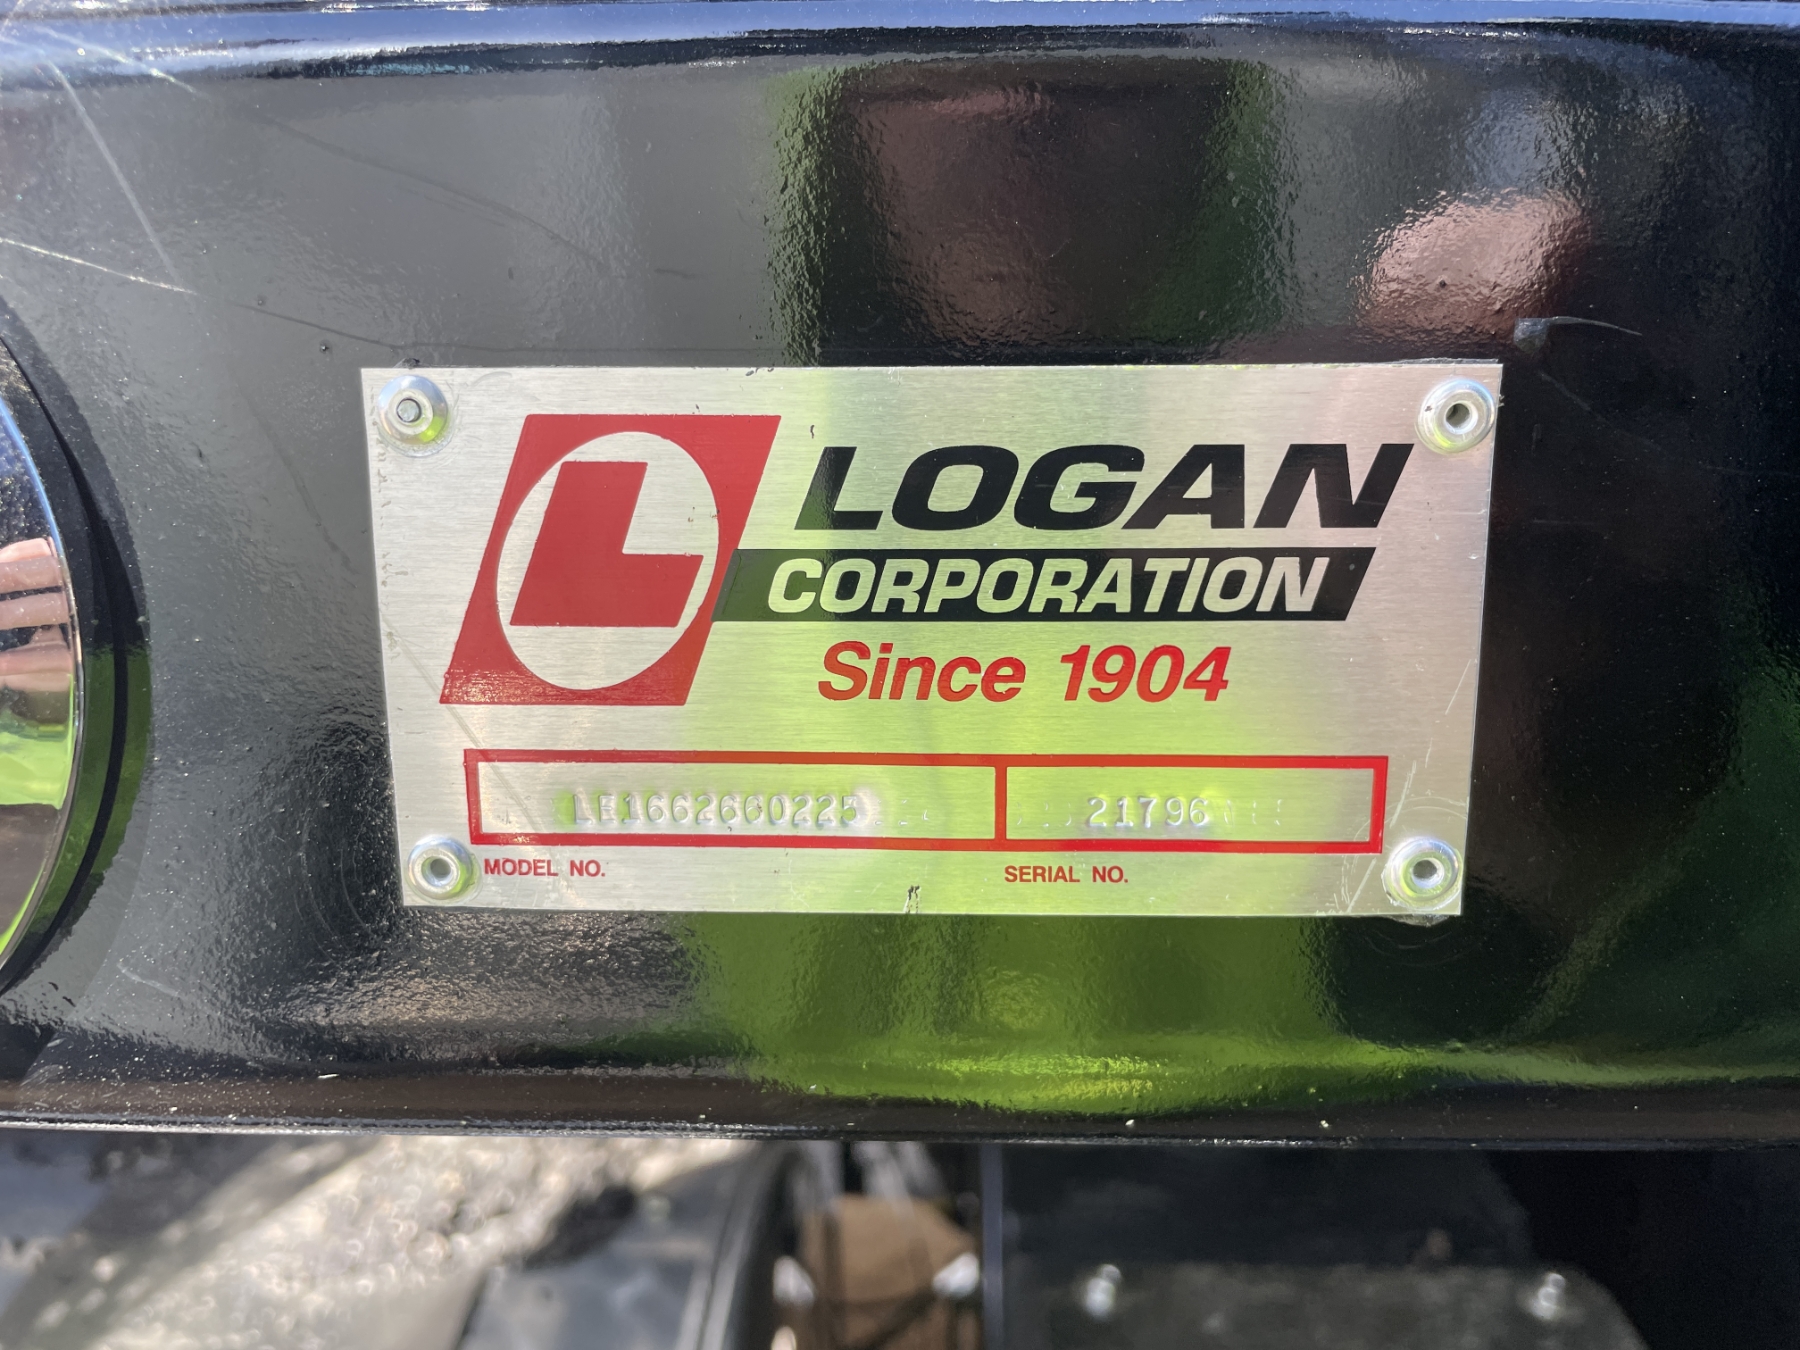 L
LOGAN
CORPORATION
Since 1904
LE1662660225 21796
MODEL NO. SERIAL NO.